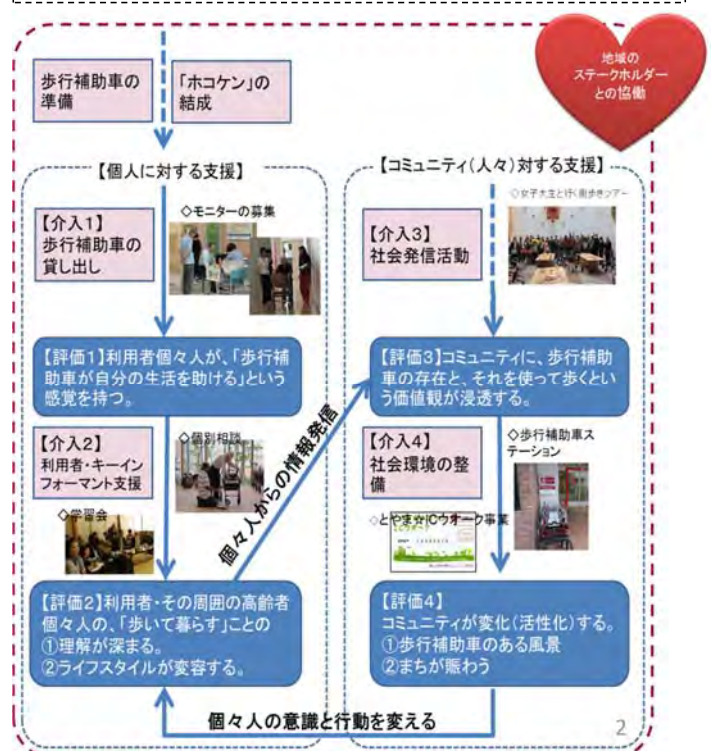 地域の
ステークホルダー
との協働
歩行補助車の
準備
「ホコケン」の
結成
【個人に対する支援】
【介入1】
歩行補助車の
貸し出し
◇モニターの募集
【評価1】利用者個々人が、「歩行補
助車が自分の生活を助ける」という
感覚を持つ。
【介入2】
利用者・キーイン
フォーマント支援
◇個別相談
◇学習会
【評価2】利用者・その周囲の高齢者
個々人の、「歩いて暮らす」ことの
①理解が深まる。
②ライフスタイルが変容する。
個々人からの情報発信
【コミュニティ(人々)対する支援】
◇女子大生と行く街歩きツアー
【介入3】
社会発信活動
【評価3】コミュニティに、歩行補助
車の存在と、それを使って歩くとい
う価値観が浸透する。
【介入4】
社会環境の整
備
◇歩行補助車ス
テーション
◇とやま☆ICウオーク事業
【評価4】
コミュニティが変化(活性化)する。
①歩行補助車のある風景
②まちが賑わう
個々人の意識と行動を変える
2